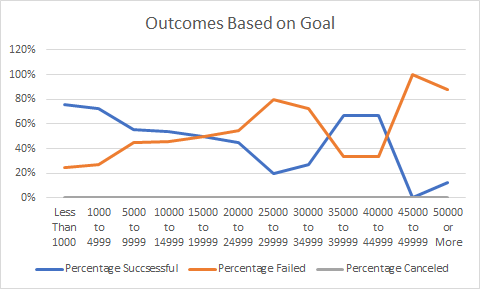 Outcomes Based on Goal
120%
100%
80%
60%
40%
20%
0%
Less Than 1000
1000 to 4999
5000 to 9999
10000 to 14999
15000 to 19999
20000 to 24999
25000 to 29999
30000 to 34999
35000 to 39999
40000 to 44999
45000 to 49999
50000 or More
Percentage Succsessful
Percentage Failed
Percentage Canceled